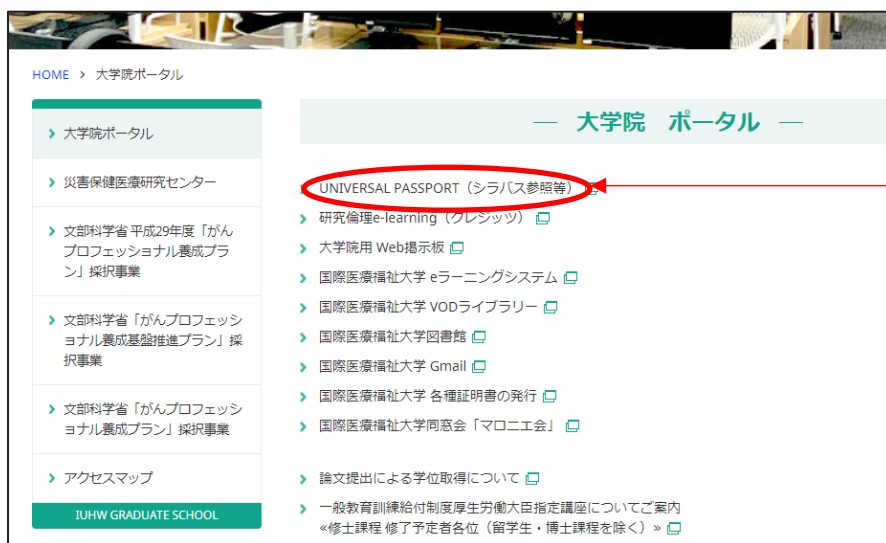 HOME > 大学院ポータル
大学院ポータル
災害保健医療研究センター
文部科学省 平成29年度「がん
プロフェッショナル養成プラ
ン」採択事業
文部科学省「がんプロフェッシ
ョナル養成基盤推進プラン」採
択事業
文部科学省「がんプロフェッシ
ョナル養成プラン」採択事業
アクセスマップ
IUHW GRADUATE SCHOOL
― 大学院 ポータル ―
UNIVERSAL PASSPORT（シラバス参照等）
研究倫理e-learning（クレジッツ）
大学院用 Web掲示板
国際医療福祉大学 eラーニングシステム
国際医療福祉大学 VODライブラリー
国際医療福祉大学図書館
国際医療福祉大学 Gmail
国際医療福祉大学 各種証明書の発行
国際医療福祉大学同窓会「マロニエ会」
論文提出による学位取得について
一般教育訓練給付制度厚生労働大臣指定講座についてご案内
«修士課程 修了予定者各位（留学生・博士課程を除く）»